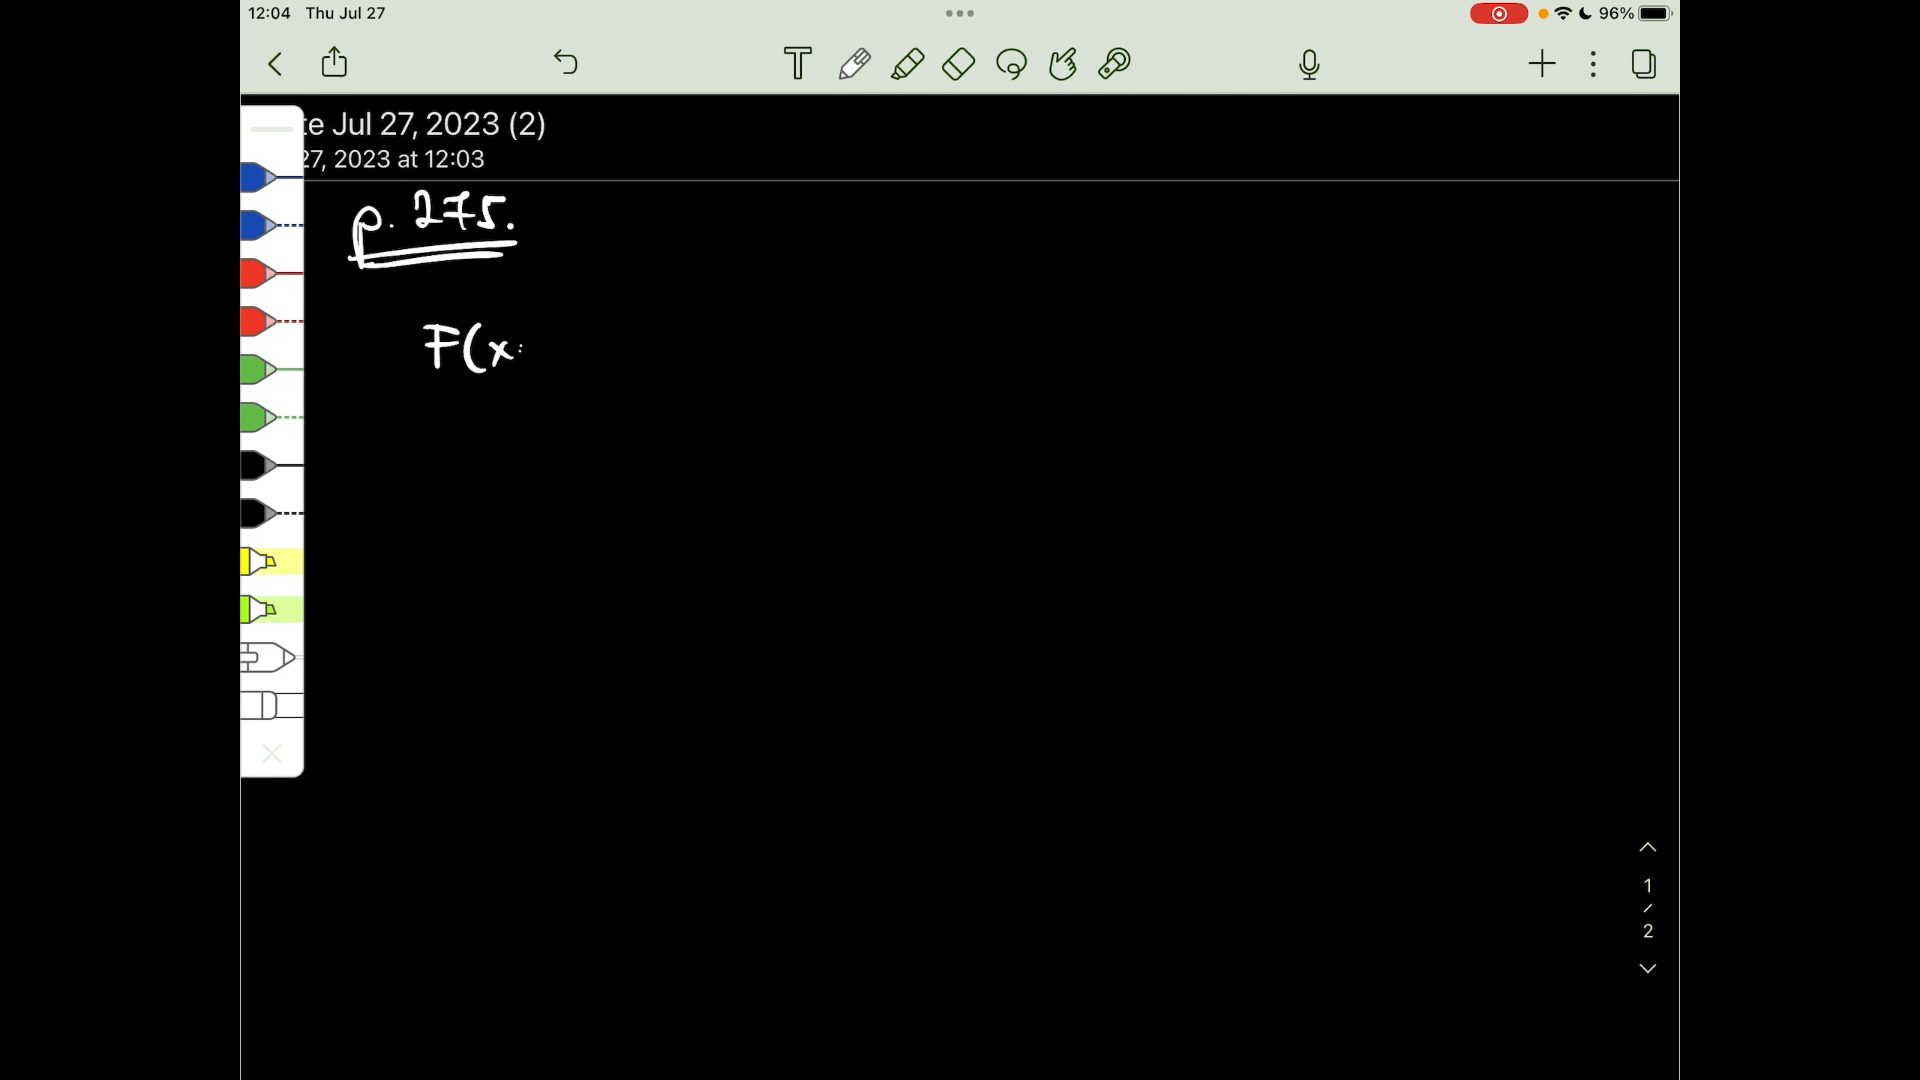 12:04 Thu Jul 27
96%
te Jul 27, 2023 (2)
27, 2023 at 12:03
p. 275.
F(x
1
/
2